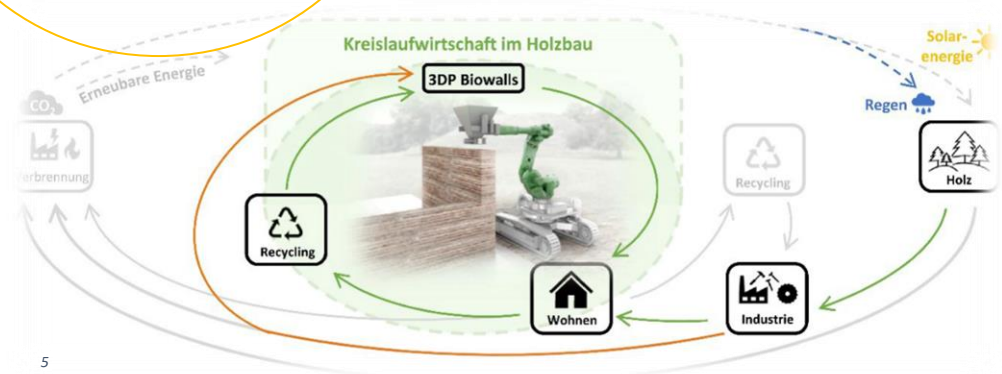 Kreislaufwirtschaft im Holzbau
Solar-
energie
3DP Biowalls
Erneubare Energie
CO₂
Regen
erbrennung
Recycling
Holz
Recycling
Wohnen
Industrie
5